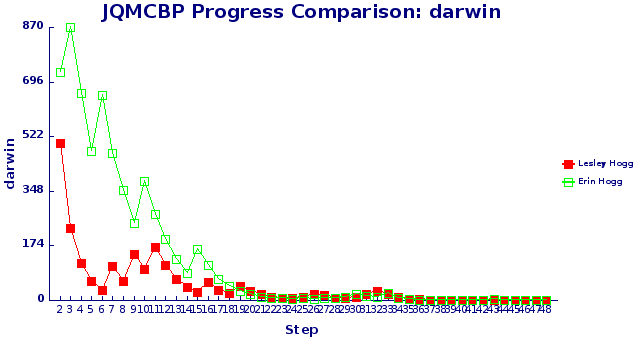 JQMCBP Progress Comparison: darwin
870
696
522
348
174
0
darwin
2 3 4 5 6 7 8 9 10 11 12 13 14 15 16 17 18 19 20 21 22 23 24 25 26 27 28 29 30 31 32 33 34 35 36 37 38 39 40 41 42 43 44 45 46 47 48
Step
Lesley Hogg
Erin Hogg